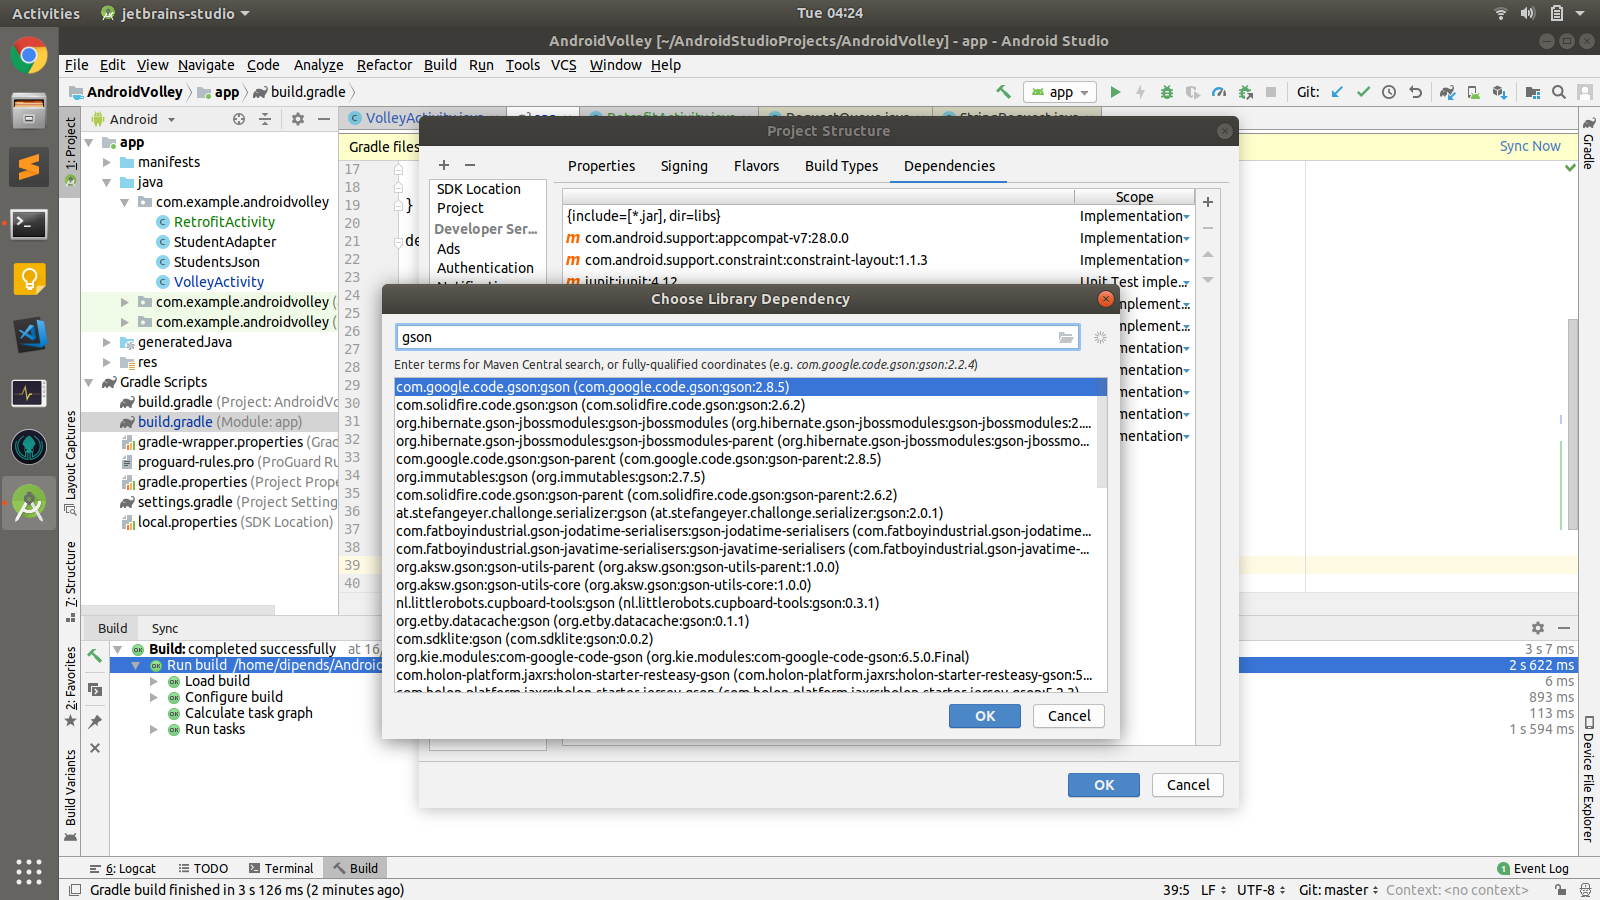 Activities
jetbrains-studio
Tue 04:24
AndroidVolley [~/AndroidStudioProjects/AndroidVolley] - app - Android Studio
File Edit View Navigate Code Analyze Refactor Build Run Tools VCS Window Help
AndroidVolley app build.gradle
app
Git:
1: Project
Android
Gradle files
Sync Now
Gradle
app
manifests
java
com.example.androidvolley
RetrofitActivity
StudentAdapter
StudentsJson
VolleyActivity
com.example.androidvolley
com.example.androidvolley
generatedJava
res
Gradle Scripts
build.gradle (Project: AndroidVo
build.gradle (Module: app)
gradle-wrapper.properties (Grad
proguard-rules.pro (ProGuard Ru
gradle.properties (Project Prope
settings.gradle (Project Setting
local.properties (SDK Location)
Layout Captures
7: Structure
2: Favorites
Build Variants
17
18
19 }
20
21 de
22
23
24
25
26
27
28
29
30
31
32
33
34
35
36
37
38
39
40
Project Structure
Properties Signing Flavors Build Types Dependencies
SDK Location
Project
Developer Ser...
Ads
Authentication
Scope
{include=[*.jar], dir=libs} Implementation
com.android.support:appcompat-v7:28.0.0 Implementation
com.android.support.constraint:constraint-layout:1.1.3 Implementation
junit:junit:4.12 Unit Test imple...
mplement...
mplement...
mentation
mentation
mentation
mentation
mentation
Choose Library Dependency
gson
Enter terms for Maven Central search, or fully-qualified coordinates (e.g. com.google.code.gson:gson:2.2.4)
com.google.code.gson:gson (com.google.code.gson:gson:2.8.5)
com.solidfire.code.gson:gson (com.solidfire.code.gson:gson:2.6.2)
org.hibernate.gson-jbossmodules:gson-jbossmodules (org.hibernate.gson-jbossmodules:gson-jbossmodules:2....
org.hibernate.gson-jbossmodules:gson-jbossmodules-parent (org.hibernate.gson-jbossmodules:gson-jbossmo...
com.google.code.gson:gson-parent (com.google.code.gson:gson-parent:2.8.5)
org.immutables:gson (org.immutables:gson:2.7.5)
com.solidfire.code.gson:gson-parent (com.solidfire.code.gson:gson-parent:2.6.2)
at.stefangeyer.challonge.serializer:gson (at.stefangeyer.challonge.serializer:gson:2.0.1)
com.fatboyindustrial.gson-jodatime-serialisers:gson-jodatime-serialisers (com.fatboyindustrial.gson-jodatime...
com.fatboyindustrial.gson-javatime-serialisers:gson-javatime-serialisers (com.fatboyindustrial.gson-javatime-...
org.aksw.gson:gson-utils-parent (org.aksw.gson:gson-utils-parent:1.0.0)
org.aksw.gson:gson-utils-core (org.aksw.gson:gson-utils-core:1.0.0)
nl.littlerobots.cupboard-tools:gson (nl.littlerobots.cupboard-tools:gson:0.3.1)
org.etby.datacache:gson (org.etby.datacache:gson:0.1.1)
com.sdklite:gson (com.sdklite:gson:0.0.2)
org.kie.modules:com-google-code-gson (org.kie.modules:com-google-code-gson:6.5.0.Final)
com.holon-platform.jaxrs:holon-starter-resteasy-gson (com.holon-platform.jaxrs:holon-starter-resteasy-gson:5...
OK Cancel
OK Cancel
Build Sync
Build: completed successfully at 16/ 3 s 7 ms
Run build /home/dipends/Android 2 s 622 ms
Load build 6 ms
Configure build 893 ms
Calculate task graph 113 ms
Run tasks 1 s 594 ms
Device File Explorer
6: Logcat TODO Terminal Build
1 Event Log
Gradle build finished in 3 s 126 ms (2 minutes ago)
39:5 LF UTF-8 Git: master Context: <no context>